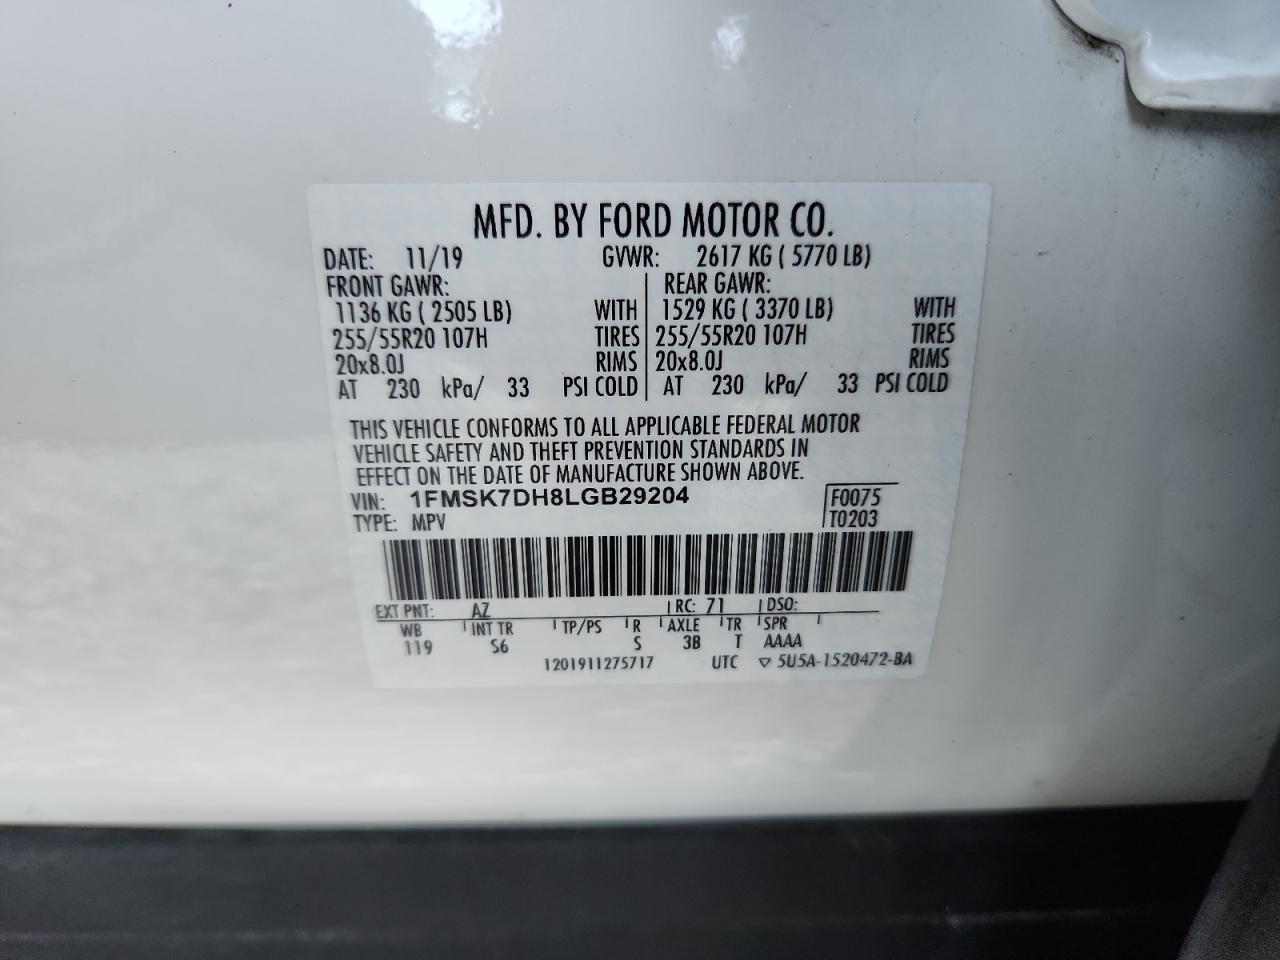 MFD. BY FORD MOTOR CO.
DATE: 11/19 GVWR: 2617 KG ( 5770 LB)
FRONT GAWR: REAR GAWR:
1136 KG ( 2505 LB) WITH 1529 KG ( 3370 LB) WITH
255/55R20 107H TIRES 255/55R20 107H TIRES
20x8.0J RIMS 20x8.0J RIMS
AT 230 kPa/ 33 PSI COLD AT 230 kPa/ 33 PSI COLD
THIS VEHICLE CONFORMS TO ALL APPLICABLE FEDERAL MOTOR
VEHICLE SAFETY AND THEFT PREVENTION STANDARDS IN
EFFECT ON THE DATE OF MANUFACTURE SHOWN ABOVE.
VIN: 1FMSK7DH8LGB29204 F0075
TYPE: MPV T0203
EXT PNT: AZ RC: 71 DSO:
WB INT TR TP/PS R AXLE TR SPR
119 S6 S 3B T AAAA
1201911275717 UTC ▽ 5U5A-1520472-BA